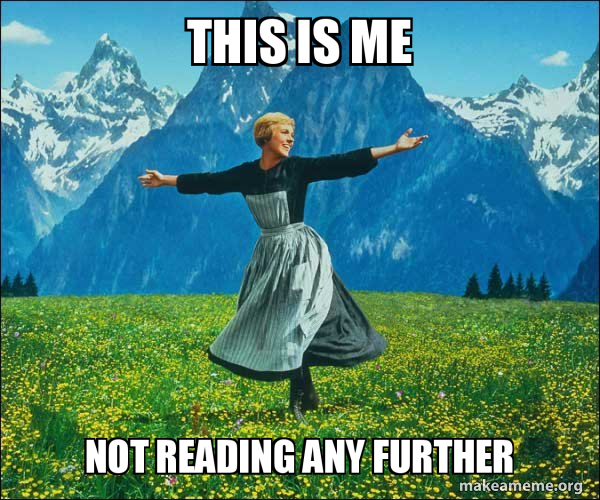 THIS IS ME
NOT READING ANY FURTHER
makeameme.org